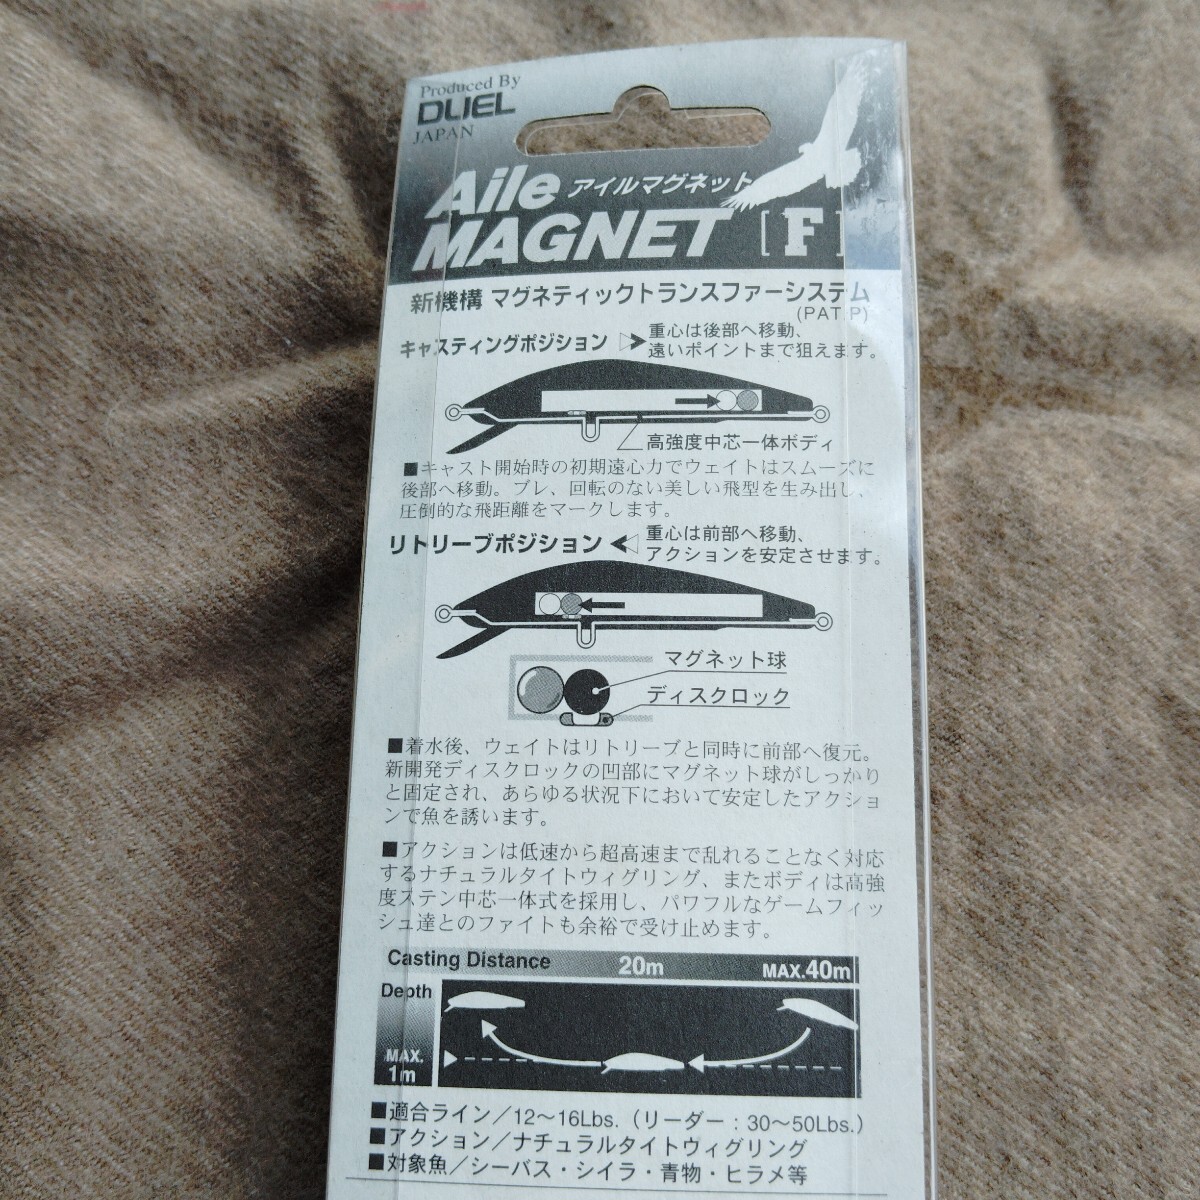 Produced By
DUEL
JAPAN
Aile アイルマグネット
MAGNET [F]
新機構 マグネティックトランスファーシステム
(PAT.P)
キャスティングポジション
重心は後部へ移動、
遠いポイントまで狙えます。
高強度中芯一体ボディ
■キャスト開始時の初期遠心力でウェイトはスムーズに
後部へ移動。ブレ、回転のない美しい飛型を生み出し、
圧倒的な飛距離をマークします。
リトリーブポジション
重心は前部へ移動、
アクションを安定させます。
マグネット球
ディスクロック
■着水後、ウェイトはリトリーブと同時に前部へ復元。
新開発ディスクロックの凹部にマグネット球がしっかり
と固定され、あらゆる状況下において安定したアクショ
ンで魚を誘います。
■アクションは低速から超高速まで乱れることなく対応
するナチュラルタイトウィグリング、またボディは高強
度ステン中芯一体式を採用し、パワフルなゲームフィッ
シュ達とのファイトも余裕で受け止めます。
Casting Distance 20m MAX.40m
Depth
MAX.
1m
■適合ライン/12〜16Lbs.(リーダー:30〜50Lbs.)
■アクション/ナチュラルタイトウィグリング
■対象魚/シーバス・シイラ・青物・ヒラメ等